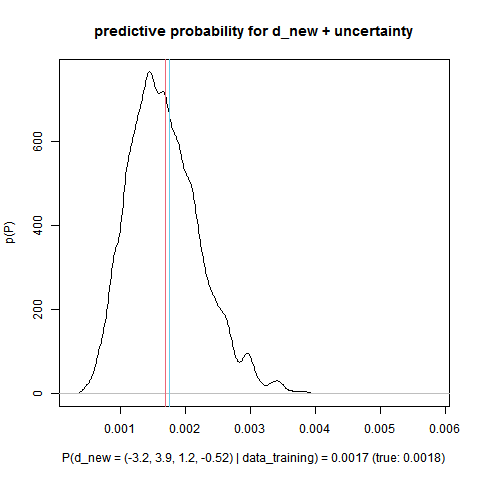 predictive probability for d_new + uncertainty
p(P)
600
400
200
0
0.001 0.002 0.003 0.004 0.005 0.006
P(d_new = (-3.2, 3.9, 1.2, -0.52) | data_training) = 0.0017 (true: 0.0018)